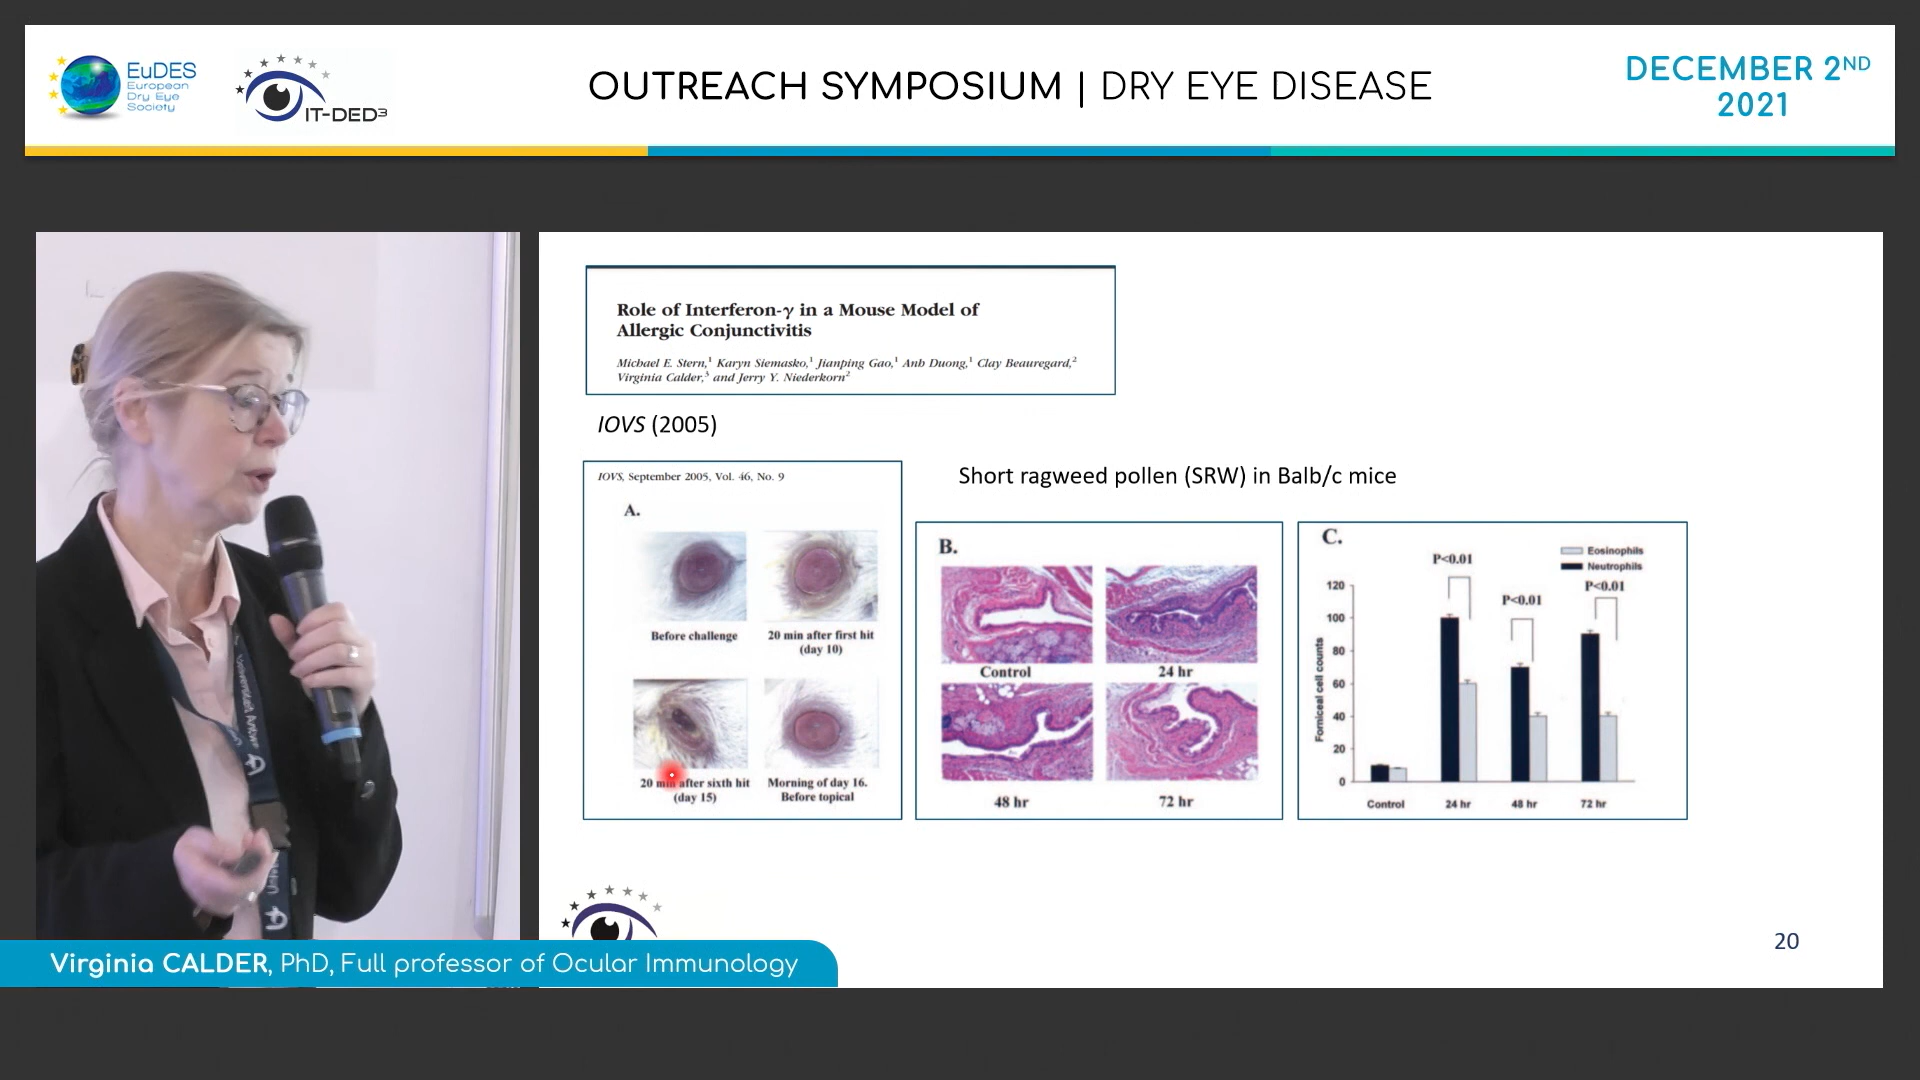 EuDES
European
Dry Eye
Society
IT-DED³
OUTREACH SYMPOSIUM | DRY EYE DISEASE
DECEMBER 2ND
2021
Role of Interferon-γ in a Mouse Model of
Allergic Conjunctivitis
Michael E. Stern,¹ Karyn Siemasko,¹ Jianping Gao,¹ Anh Duong,¹ Clay Beauregard,²
Virginia Calder,³ and Jerry Y. Niederkorn²
IOVS (2005)
IOVS, September 2005, Vol. 46, No. 9
A.
Before challenge
20 min after first hit
(day 10)
20 min after sixth hit
(day 15)
Morning of day 16.
Before topical
Short ragweed pollen (SRW) in Balb/c mice
B.
Control
24 hr
48 hr
72 hr
C.
Eosinophils
Neutrophils
P<0.01
P<0.01
P<0.01
Forniceal cell counts
120
100
80
60
40
20
0
Control
24 hr
48 hr
72 hr
20
Virginia CALDER, PhD, Full professor of Ocular Immunology